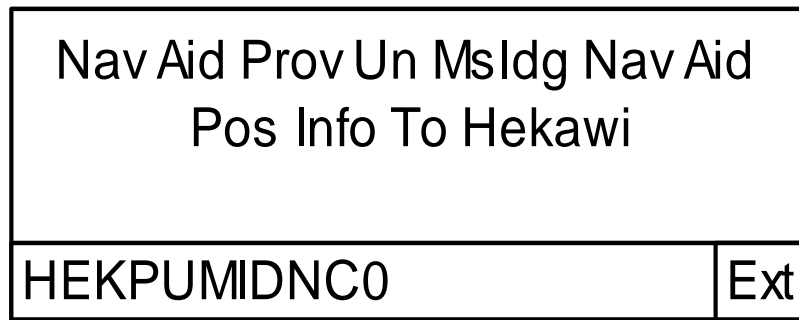 Nav Aid Prov Un Msldg Nav Aid
Pos Info To Hekawi
HEKPUMIDNC0
Ext